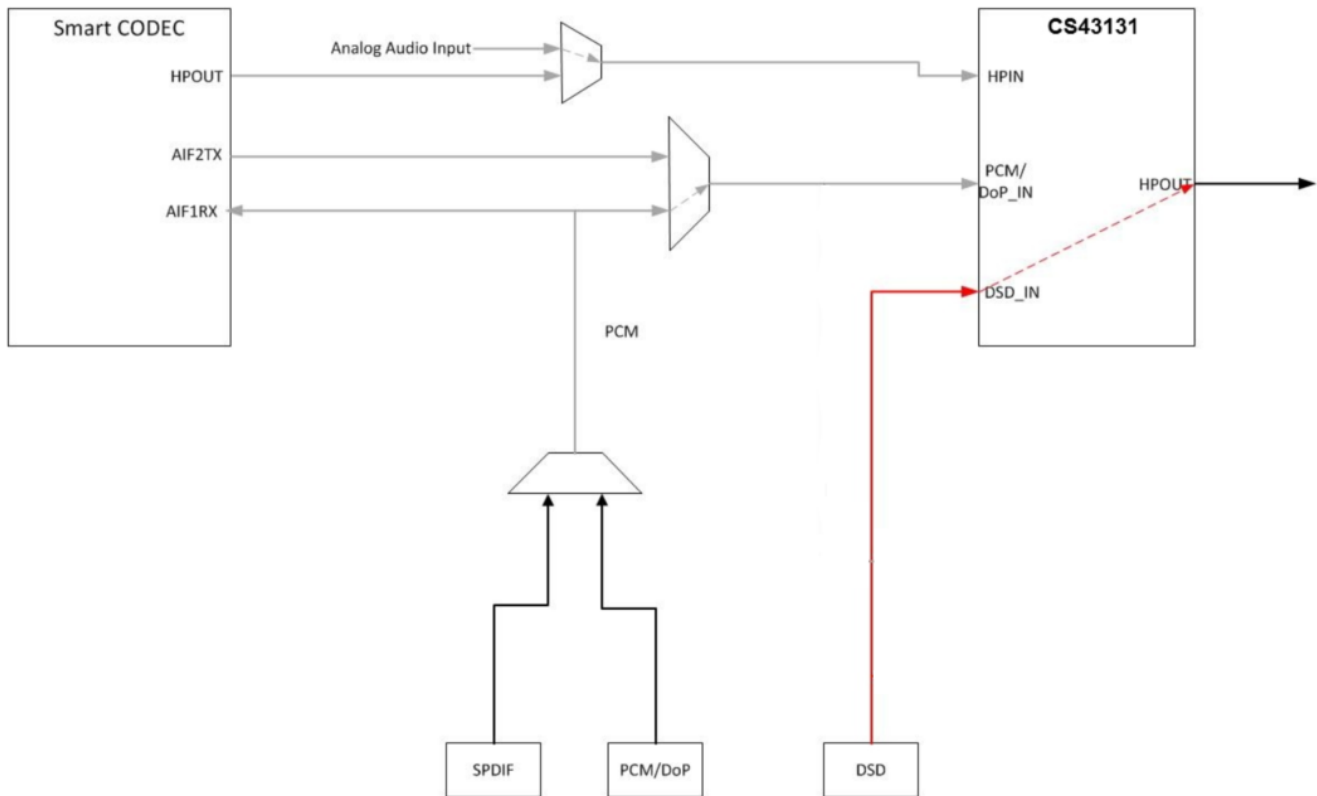 Smart CODEC
CS43131
Analog Audio Input
HPOUT
HPIN
AIF2TX
PCM/
DoP_IN
HPOUT
AIF1RX
DSD_IN
PCM
SPDIF
PCM/DoP
DSD